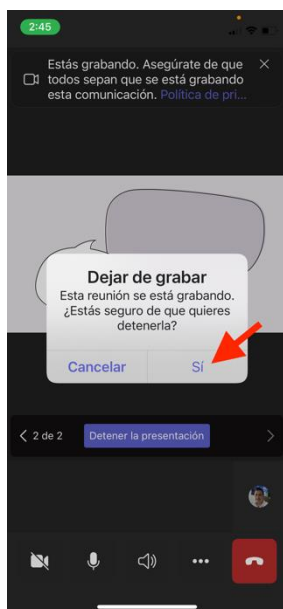 2:45
Estás grabando. Asegúrate de que
todos sepan que se está grabando
esta comunicación. Política de pri...
Dejar de grabar
Esta reunión se está grabando.
¿Estás seguro de que quieres
detenerla?
Cancelar
Sí
2 de 2
Detener la presentación